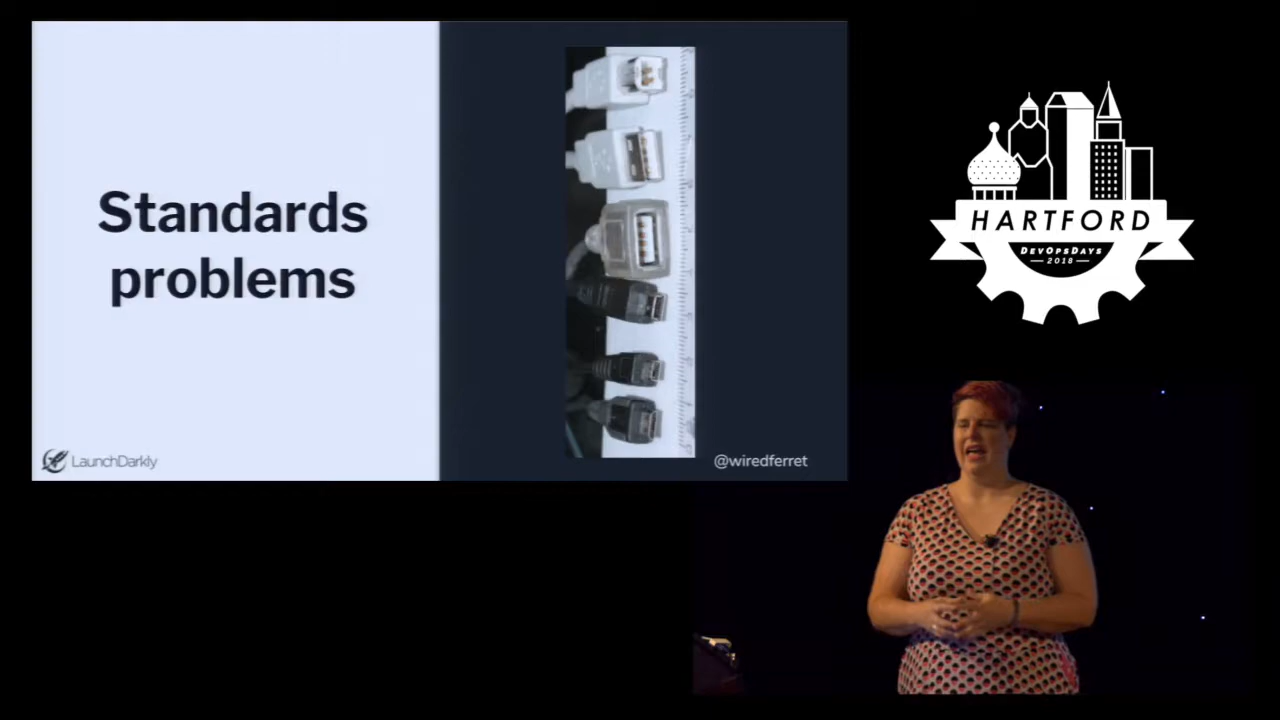 Standards
problems
LaunchDarkly
@wiredferret
HARTFORD
DEVOPSDAYS
2018